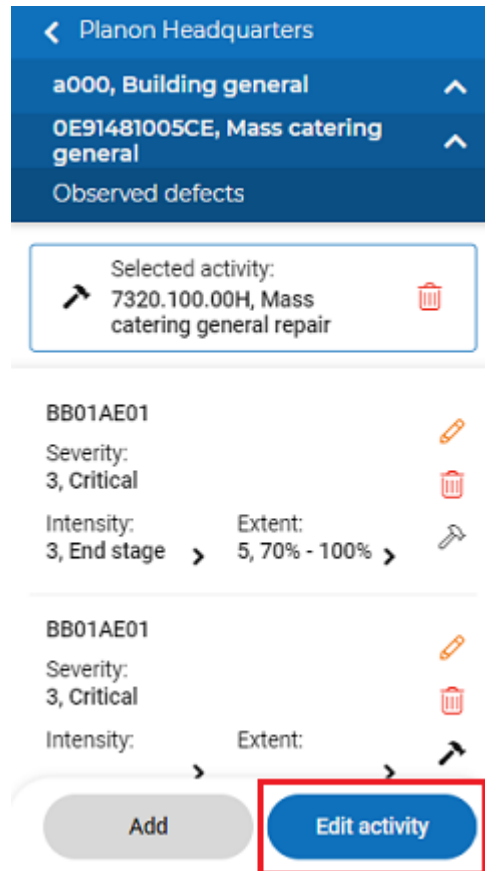 Planon Headquarters
a000, Building general
0E91481005CE, Mass catering
general
Observed defects
Selected activity:
7320.100.00H, Mass
catering general repair
BB01AE01
Severity:
3, Critical
Intensity: Extent:
3, End stage 5, 70% - 100%
BB01AE01
Severity:
3, Critical
Intensity: Extent:
Add Edit activity